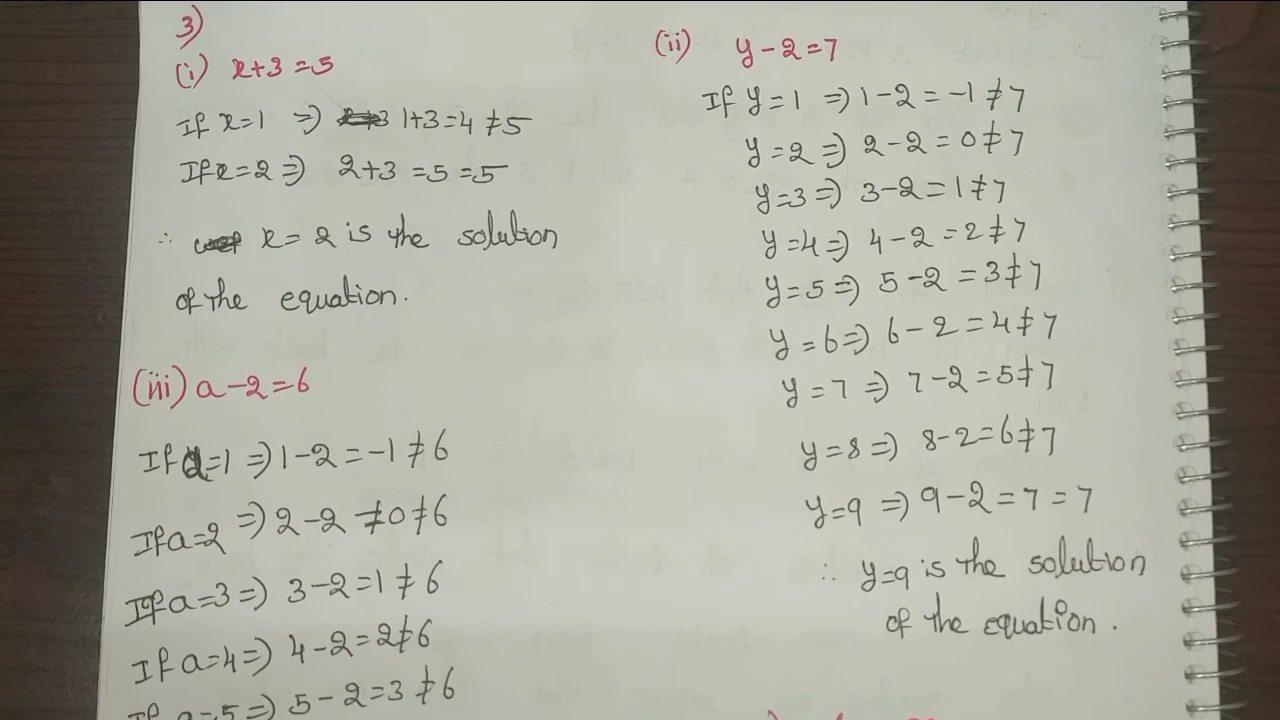 3)
(i) x+3=5
If x=1 ⇒ 1+3=4≠5
If x=2 ⇒ 2+3=5=5
∴ x=2 is the solution
of the equation.
(iii) a-2=6
If a=1 ⇒ 1-2=-1≠6
If a=2 ⇒ 2-2≠0≠6
If a=3 ⇒ 3-2=1≠6
If a=4 ⇒ 4-2=2≠6
If a=5 ⇒ 5-2=3≠6
(ii) y-2=7
If y=1 ⇒ 1-2=-1≠7
y=2 ⇒ 2-2=0≠7
y=3 ⇒ 3-2=1≠7
y=4 ⇒ 4-2=2≠7
y=5 ⇒ 5-2=3≠7
y=6 ⇒ 6-2=4≠7
y=7 ⇒ 7-2=5≠7
y=8 ⇒ 8-2=6≠7
y=9 ⇒ 9-2=7=7
∴ y=9 is the solution
of the equation.